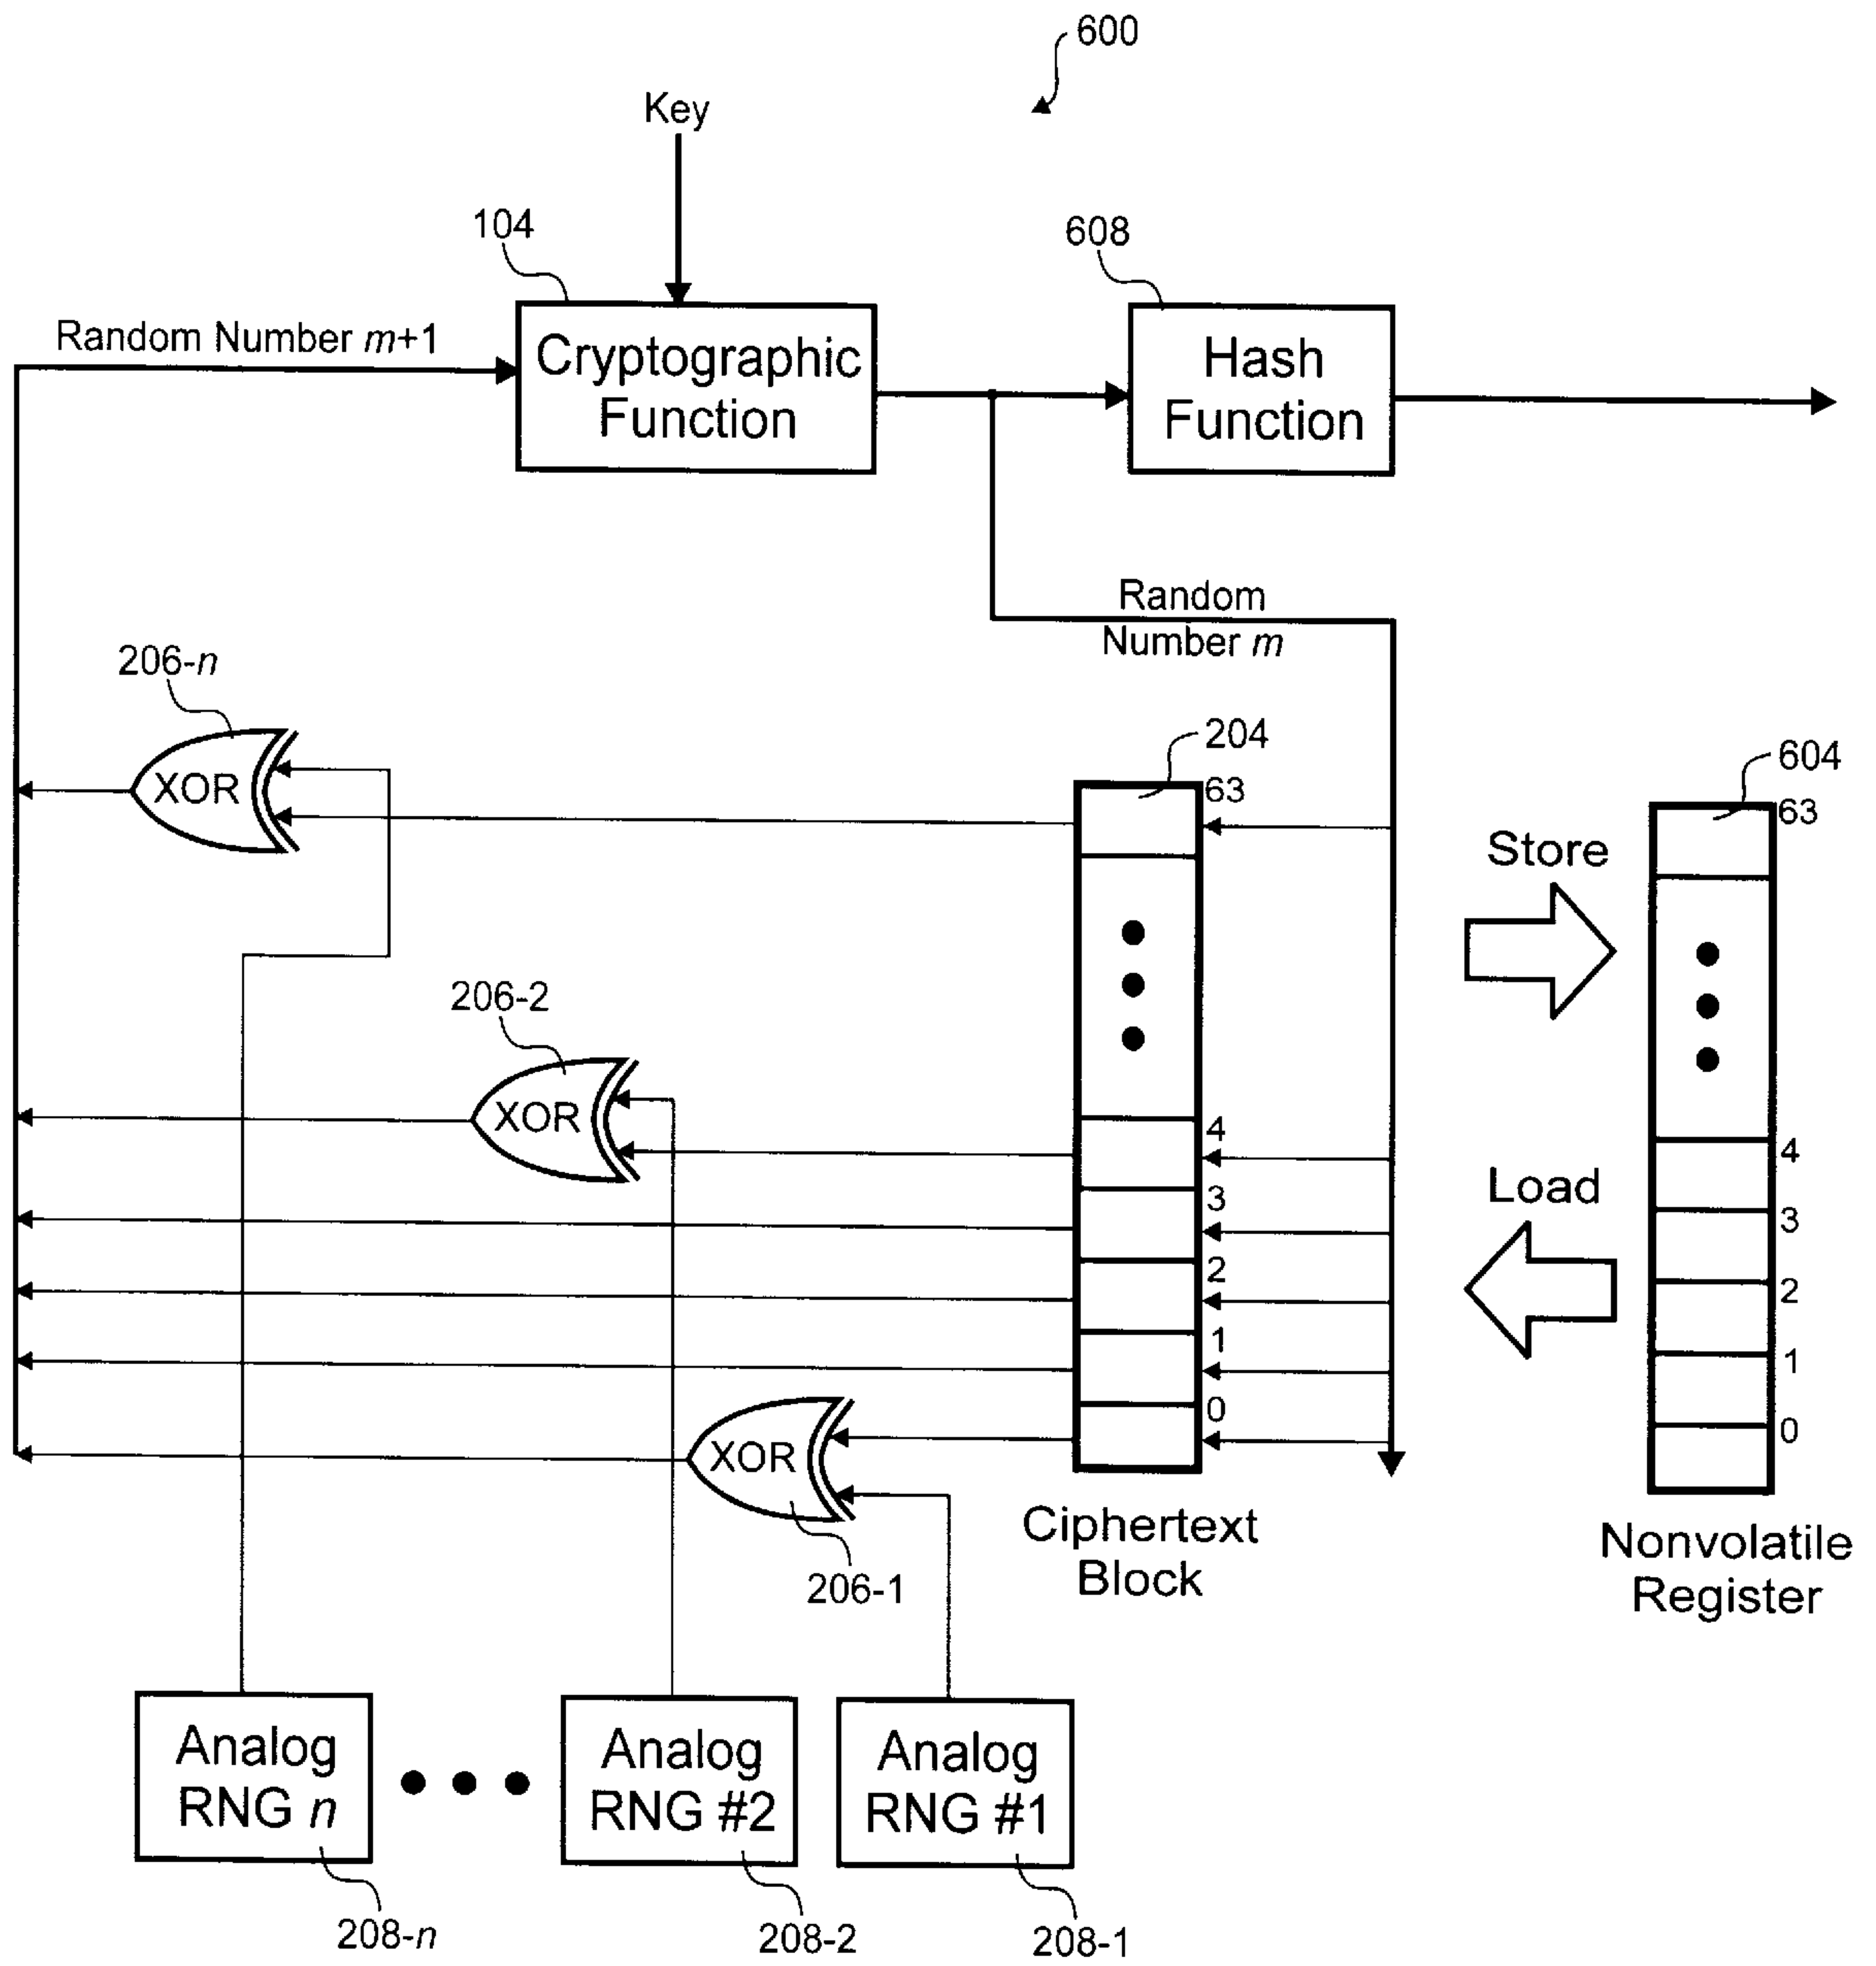 600
Key
104
608
Random Number m+1
Cryptographic
Function
Hash
Function
Random
Number m
206-n
XOR
204
63
604
63
Store
206-2
XOR
4
3
2
1
0
Load
4
3
2
1
0
XOR
206-1
Ciphertext
Block
Nonvolatile
Register
Analog
RNG n
Analog
RNG #2
Analog
RNG #1
208-n
208-2
208-1